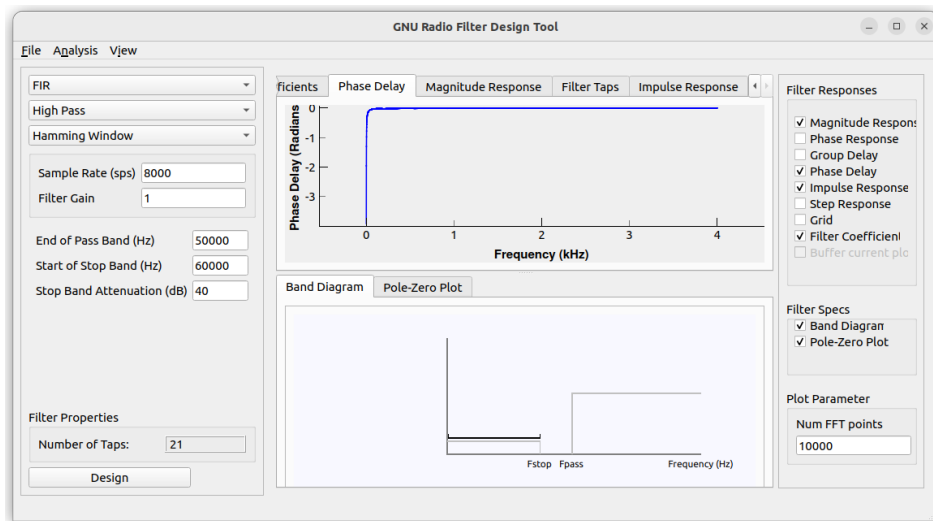 GNU Radio Filter Design Tool
File Analysis View
FIR
High Pass
Hamming Window
Sample Rate (sps) 8000
Filter Gain 1
End of Pass Band (Hz) 50000
Start of Stop Band (Hz) 60000
Stop Band Attenuation (dB) 40
Filter Properties
Number of Taps: 21
Design
ficients Phase Delay Magnitude Response Filter Taps Impulse Response
Phase Delay (Radians
0
-1
-2
-3
0 1 2 3 4
Frequency (kHz)
Band Diagram Pole-Zero Plot
Fstop Fpass Frequency (Hz)
Filter Responses
Magnitude Respons
Phase Response
Group Delay
Phase Delay
Impulse Response
Step Response
Grid
Filter Coefficient
Buffer current plo
Filter Specs
Band Diagram
Pole-Zero Plot
Plot Parameter
Num FFT points
10000